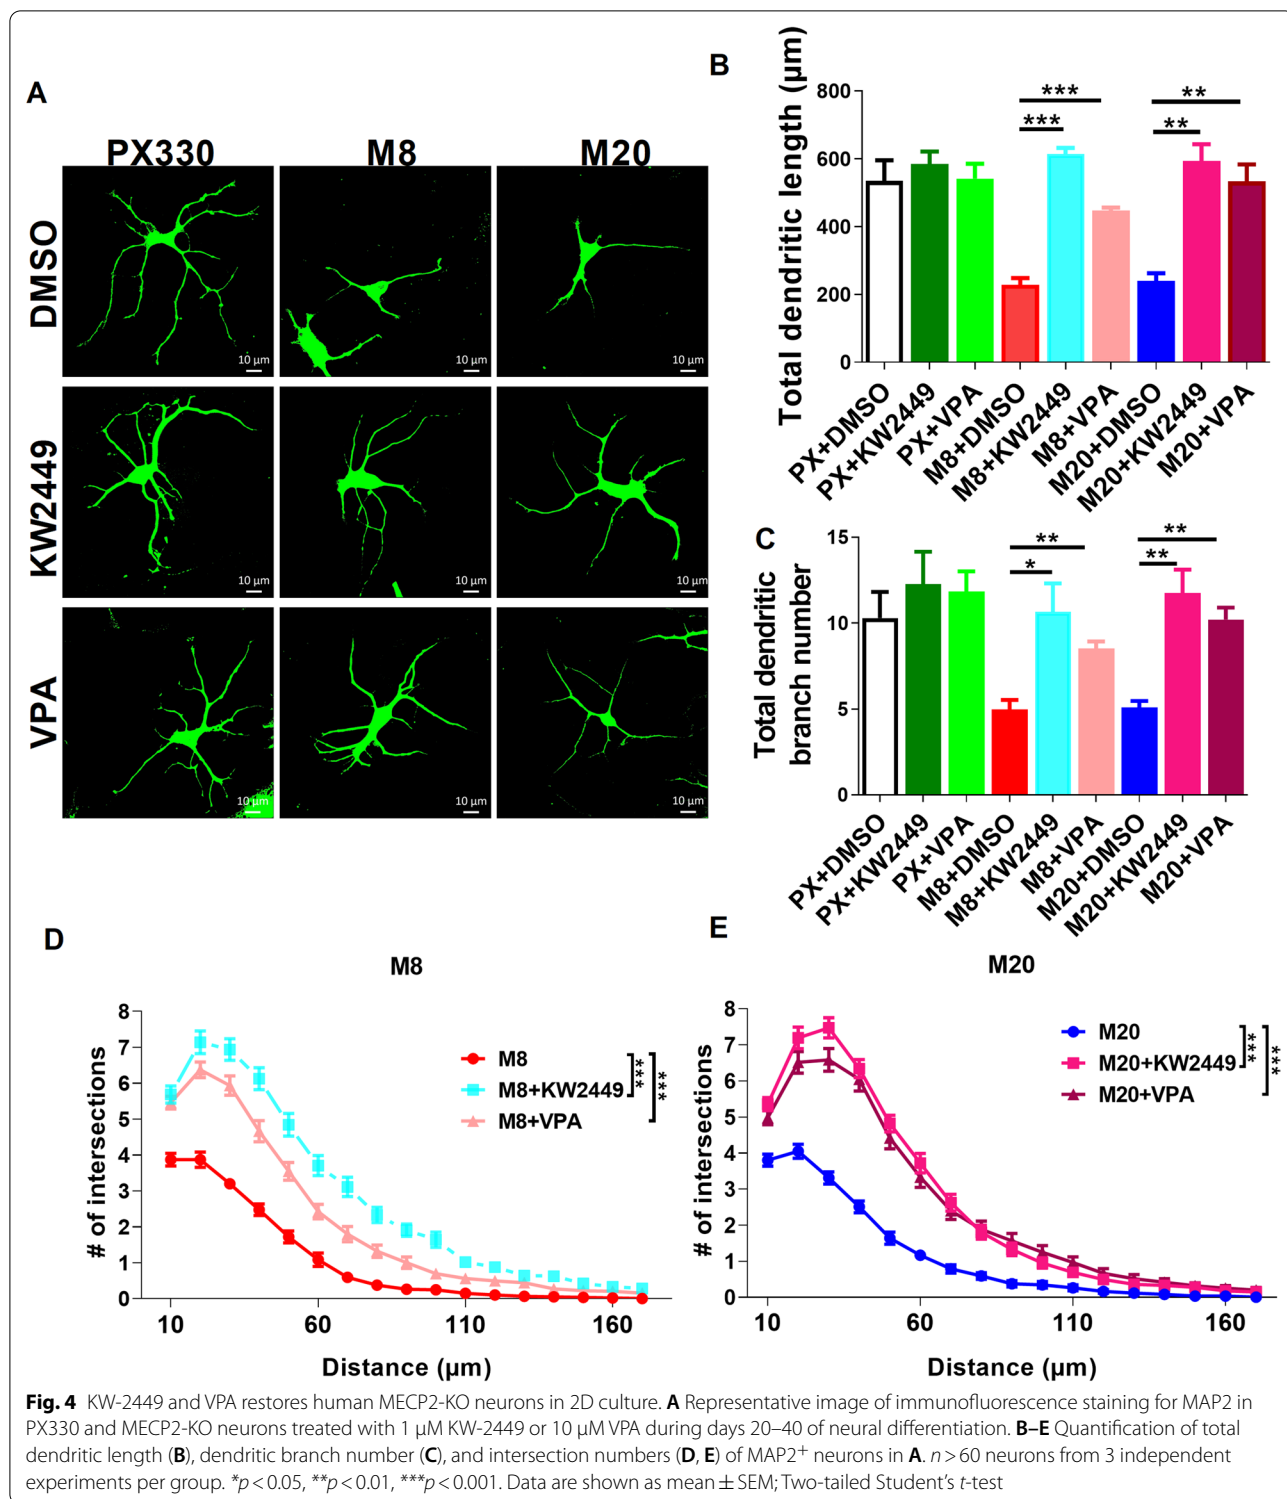 A
PX330 M8 M20
DMSO
10 µm 10 µm 10 µm
KW2449
10 µm 10 µm 10 µm
VPA
10 µm 10 µm 10 µm
B
Total dendritic length (µm)
800
600
400
200
0
*** **
*** **
PX+DMSO
PX+KW2449
PX+VPA
M8+DMSO
M8+KW2449
M8+VPA
M20+DMSO
M20+KW2449
M20+VPA
C
Total dendritic
branch number
15
10
5
0
** **
* **
PX+DMSO
PX+KW2449
PX+VPA
M8+DMSO
M8+KW2449
M8+VPA
M20+DMSO
M20+KW2449
M20+VPA
D
M8
# of intersections
8
7
6
5
4
3
2
1
0
10 60 110 160
Distance (µm)
M8
M8+KW2449
M8+VPA
***
***
E
M20
# of intersections
8
7
6
5
4
3
2
1
0
10 60 110 160
Distance (µm)
M20
M20+KW2449
M20+VPA
***
***
Fig. 4 KW-2449 and VPA restores human MECP2-KO neurons in 2D culture. A Representative image of immunofluorescence staining for MAP2 in
PX330 and MECP2-KO neurons treated with 1 µM KW-2449 or 10 µM VPA during days 20–40 of neural differentiation. B–E Quantification of total
dendritic length (B), dendritic branch number (C), and intersection numbers (D, E) of MAP2+ neurons in A. n > 60 neurons from 3 independent
experiments per group. *p < 0.05, **p < 0.01, ***p < 0.001. Data are shown as mean ± SEM; Two-tailed Student's t-test